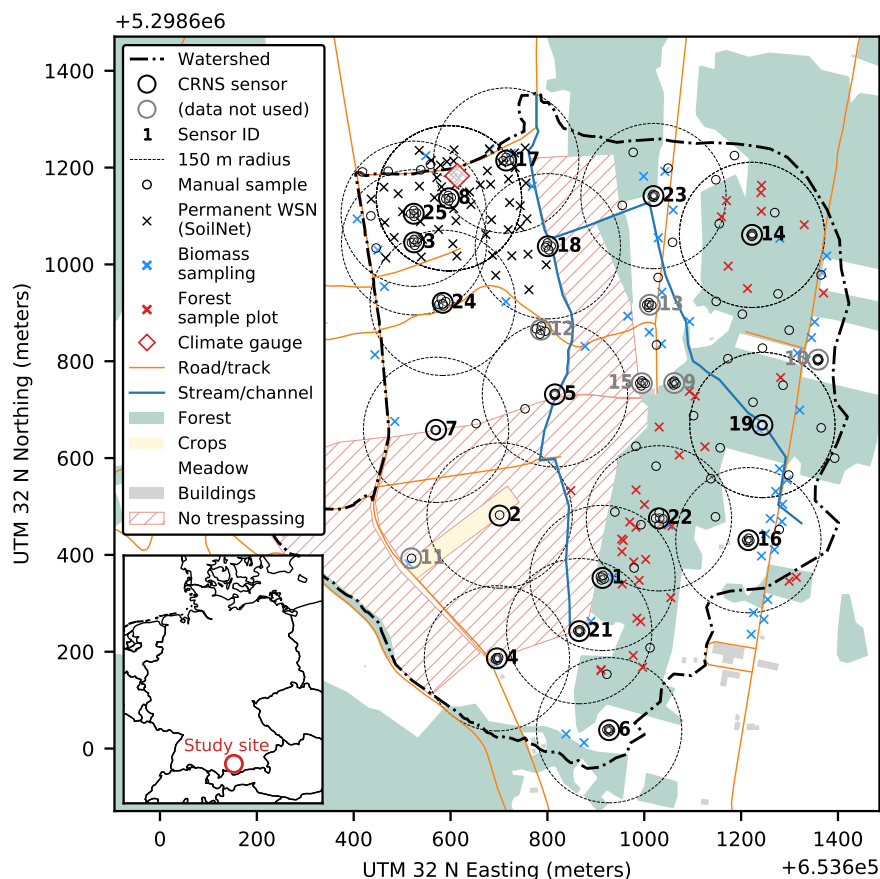 +5.2986e6
1400
1200
1000
800
600
400
200
0
UTM 32 N Northing (meters)
Watershed
CRNS sensor
(data not used)
1 Sensor ID
150 m radius
Manual sample
Permanent WSN
(SoilNet)
Biomass
sampling
Forest
sample plot
Climate gauge
Road/track
Stream/channel
Forest
Crops
Meadow
Buildings
No trespassing
17
8
25
3
18
23
14
24
13
12
10
15
9
5
19
7
2
22
16
11
1
21
4
6
Study site
0
200
400
600
800
1000
1200
1400
UTM 32 N Easting (meters)
+6.536e5